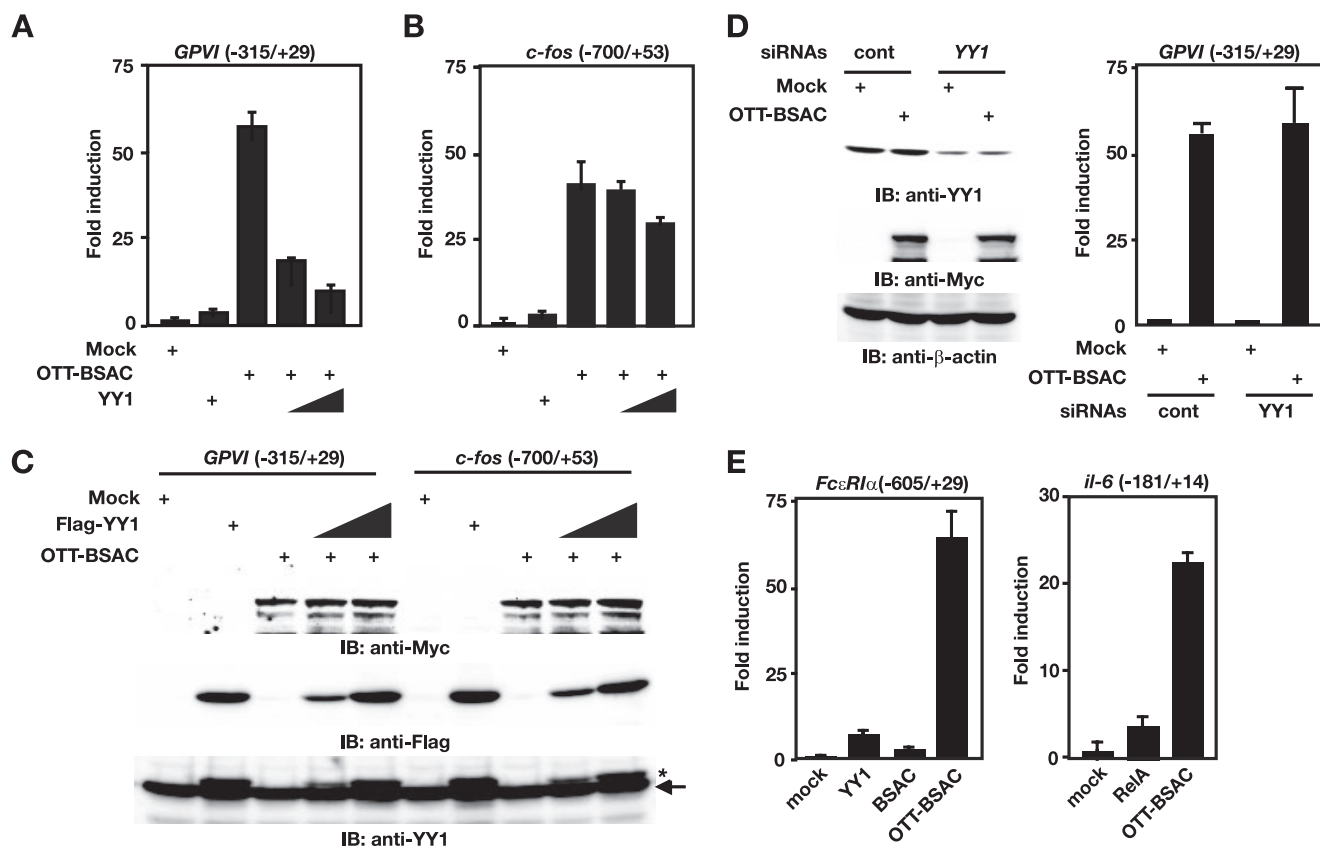 A
GPVI (-315/+29)
Fold induction
75
50
25
0
Mock
+
OTT-BSAC
+ + +
YY1
+
B
c-fos (-700/+53)
Fold induction
75
50
25
0
+
+ + +
+
C
GPVI (-315/+29)
c-fos (-700/+53)
Mock + +
Flag-YY1 + +
OTT-BSAC + + + + + +
IB: anti-Myc
IB: anti-Flag
*
IB: anti-YY1
D
siRNAs cont YY1
Mock + +
OTT-BSAC + +
IB: anti-YY1
IB: anti-Myc
IB: anti-β-actin
GPVI (-315/+29)
Fold induction
75
50
25
0
Mock + +
OTT-BSAC + +
siRNAs cont YY1
E
FcεRIα(-605/+29)
Fold induction
75
50
25
0
mock
YY1
BSAC
OTT-BSAC
il-6 (-181/+14)
Fold induction
30
20
10
0
mock
RelA
OTT-BSAC